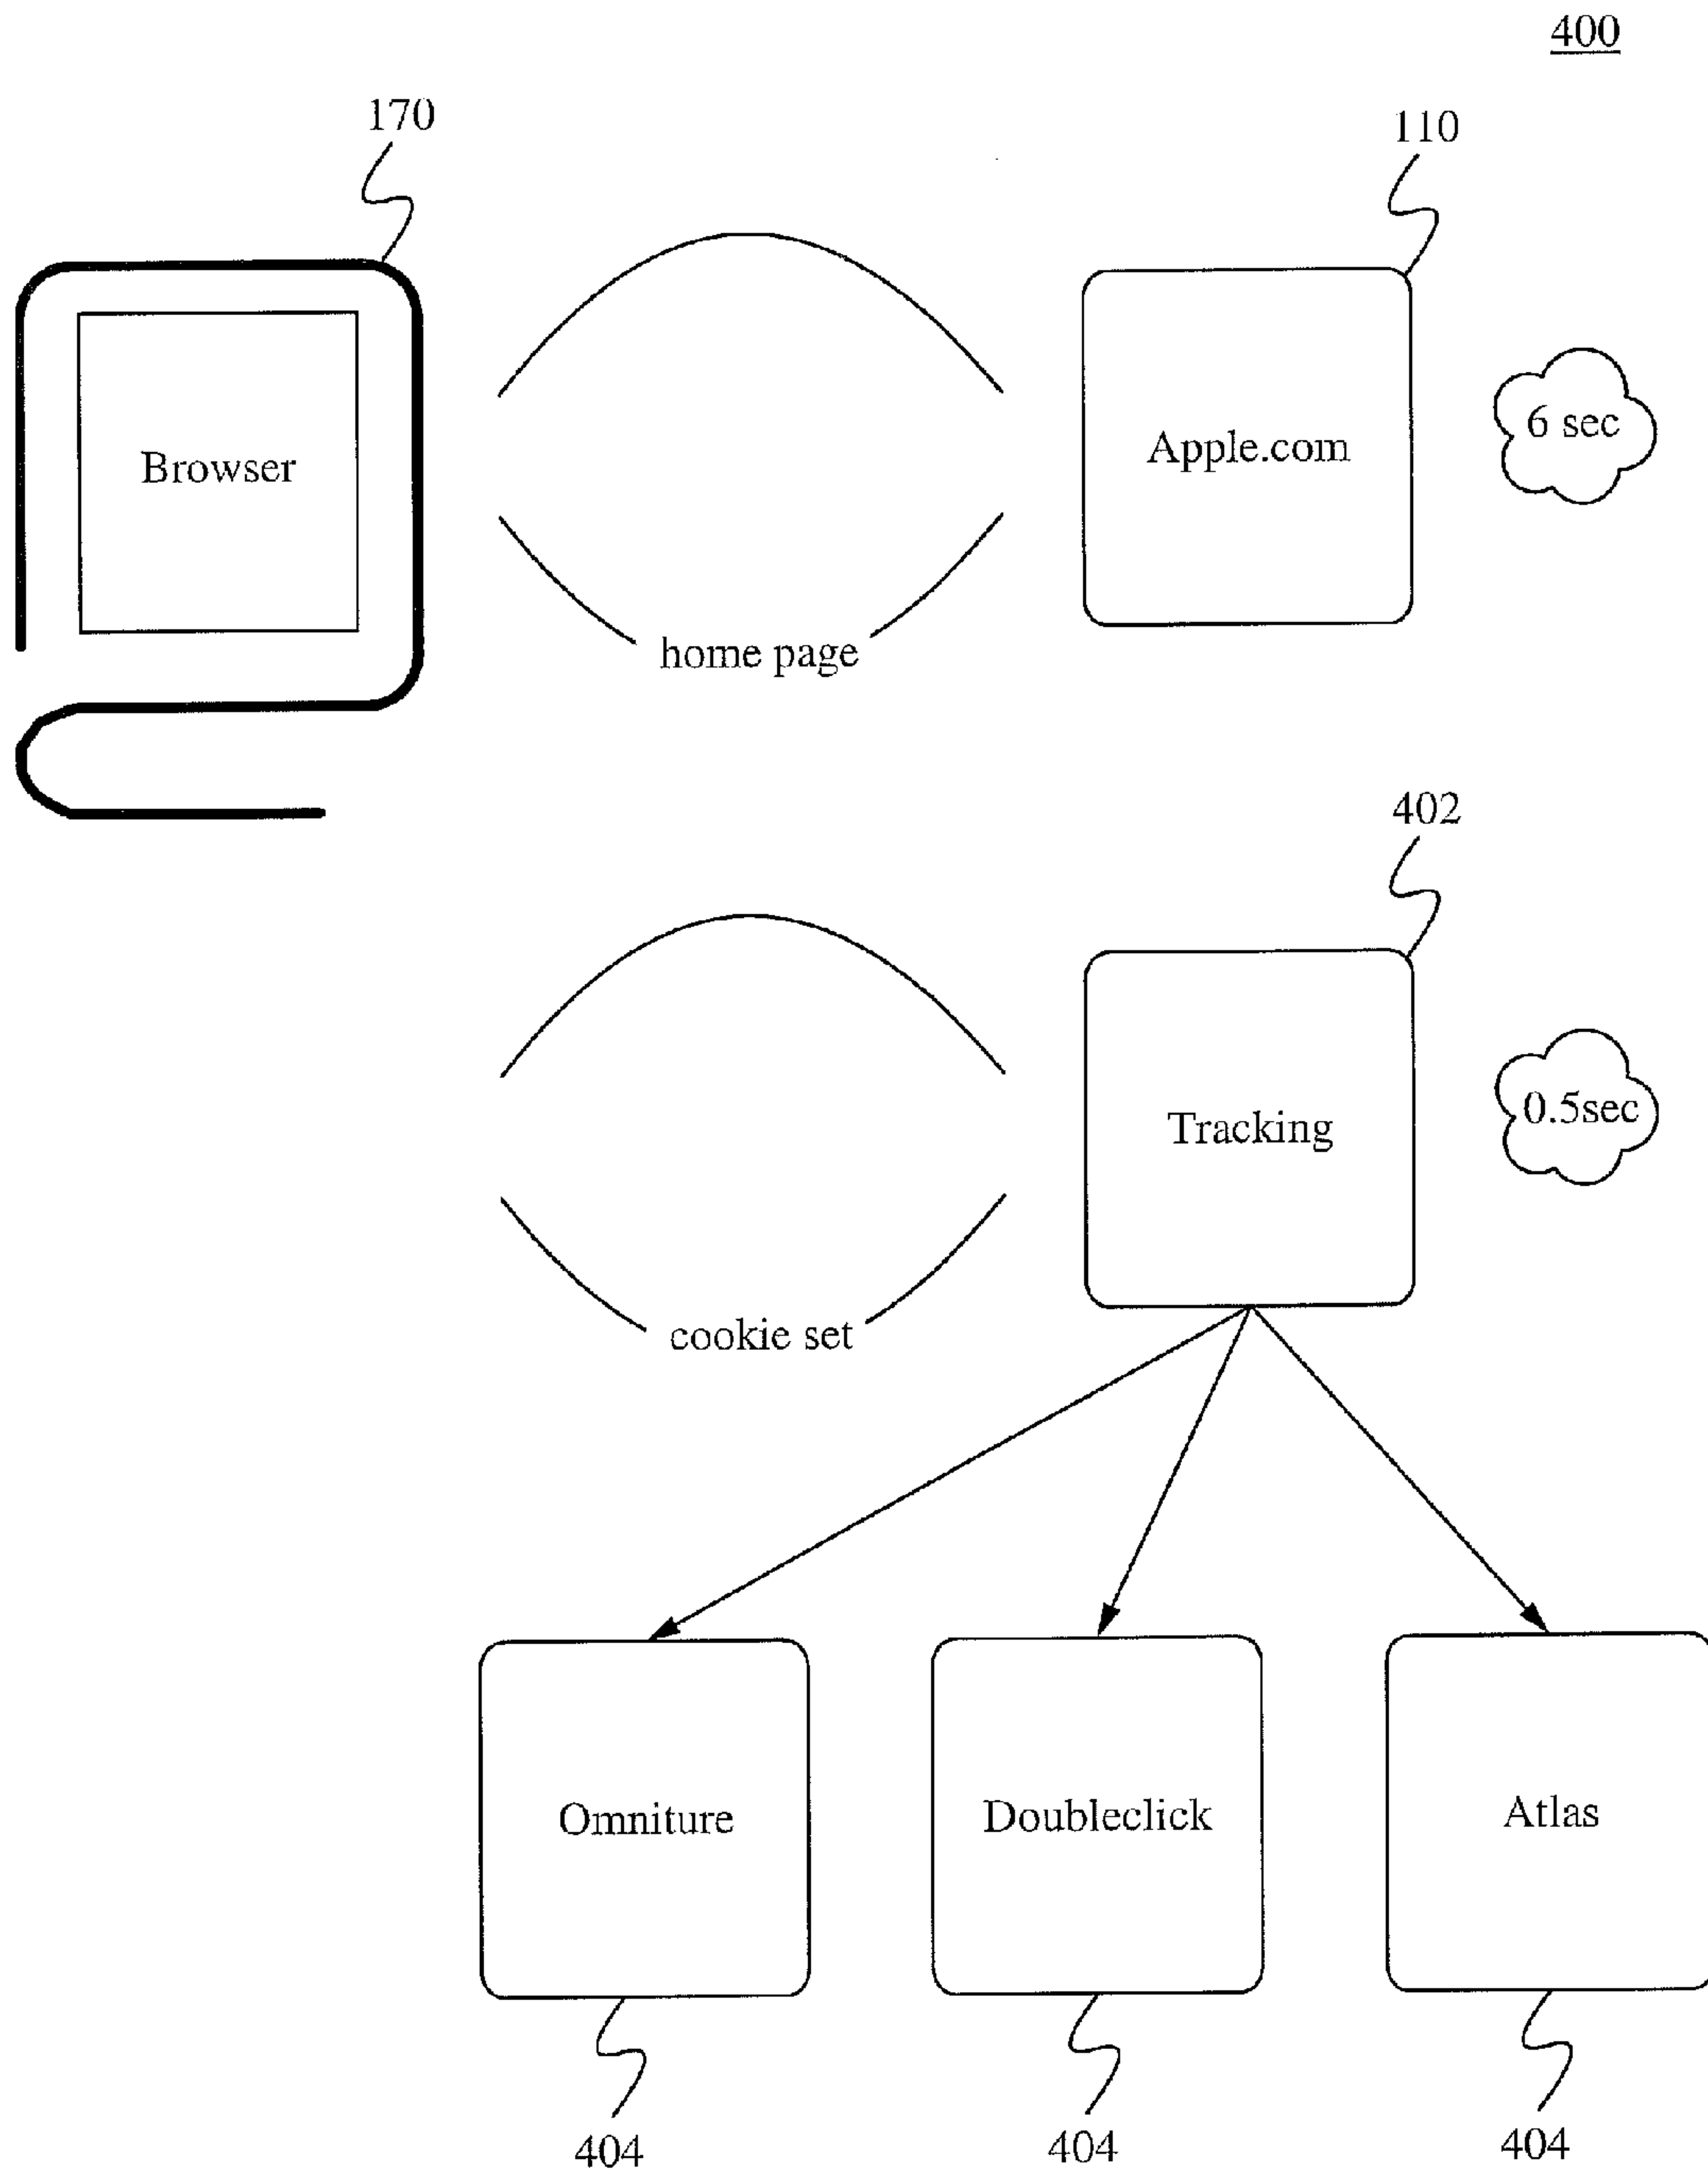 400
170
110
Browser
Apple.com
6 sec
home page
402
Tracking
0.5sec
cookie set
Omniture
Doubleclick
Atlas
404
404
404